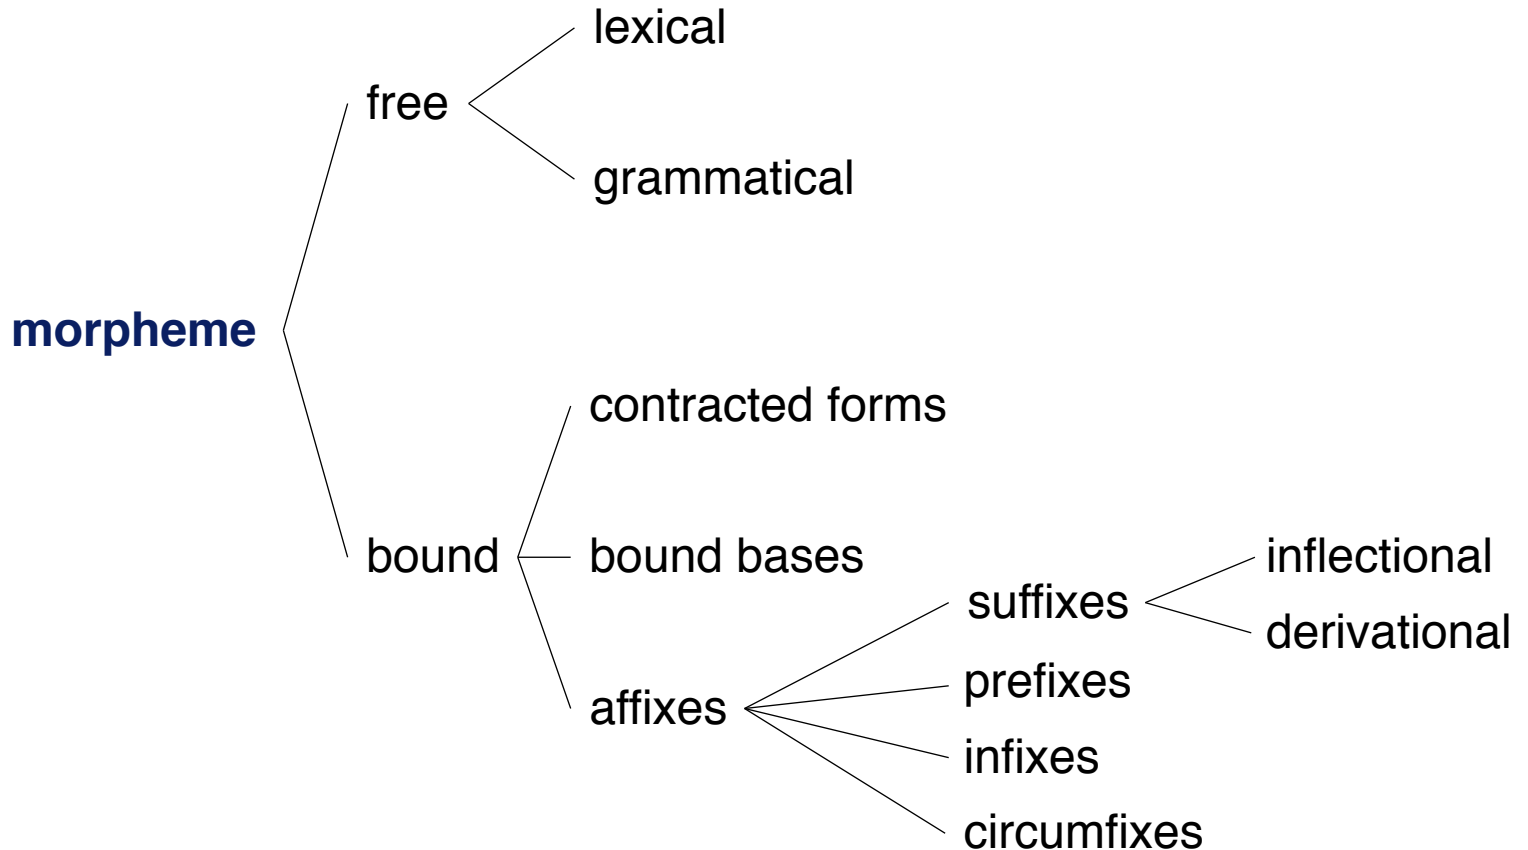 lexical
free
grammatical
morpheme
contracted forms
bound
bound bases
inflectional
suffixes
derivational
prefixes
affixes
infixes
circumfixes